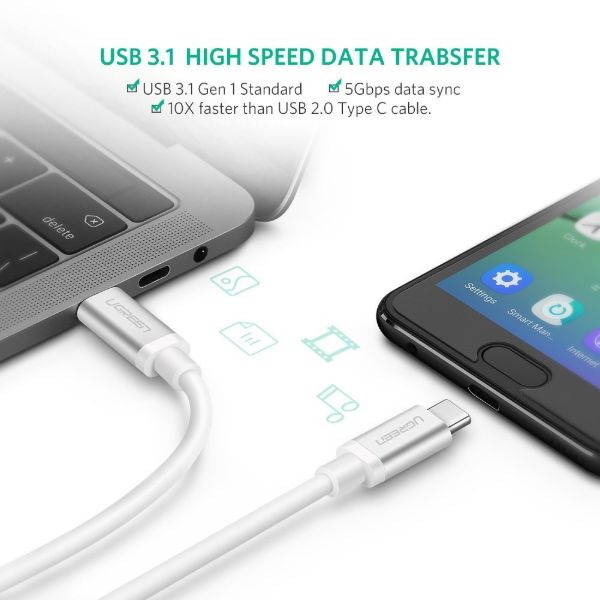 USB 3.1 HIGH SPEED DATA TRABSFER
USB 3.1 Gen 1 Standard 5Gbps data sync
10X faster than USB 2.0 Type C cable.
delete
UGREEN
Clock
Settings
Smart Man...
Internet
UGREEN